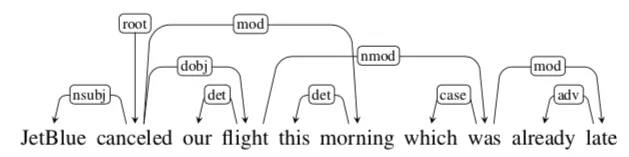 root mod
dobj nmod mod
nsubj det det case adv
JetBlue canceled our flight this morning which was already late